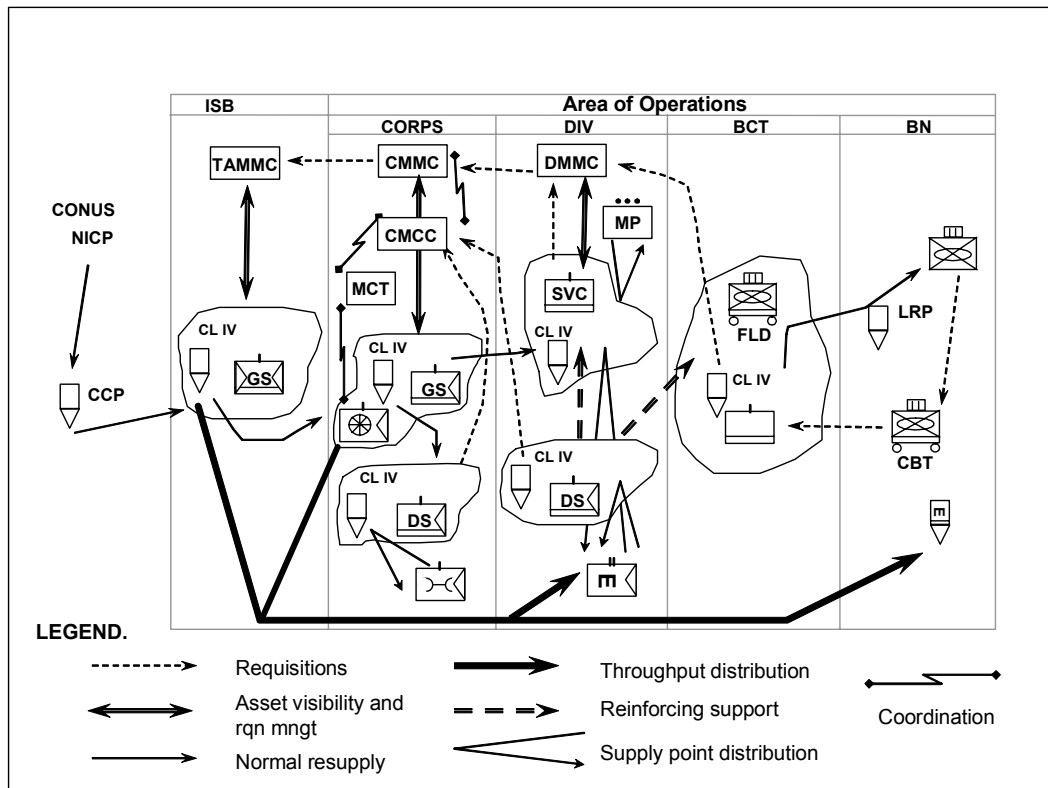 ISB
Area of Operations
CORPS
DIV
BCT
BN
TAMMC
CMMC
DMMC
MP
CONUS
NICP
CMCC
MCT
SVC
FLD
LRP
CL IV
GS
CCP
CL IV
GS
CL IV
CL IV
CBT
CL IV
DS
CL IV
DS
E
E
LEGEND.
Requisitions
Asset visibility and
rqn mngt
Normal resupply
Throughput distribution
Reinforcing support
Supply point distribution
Coordination